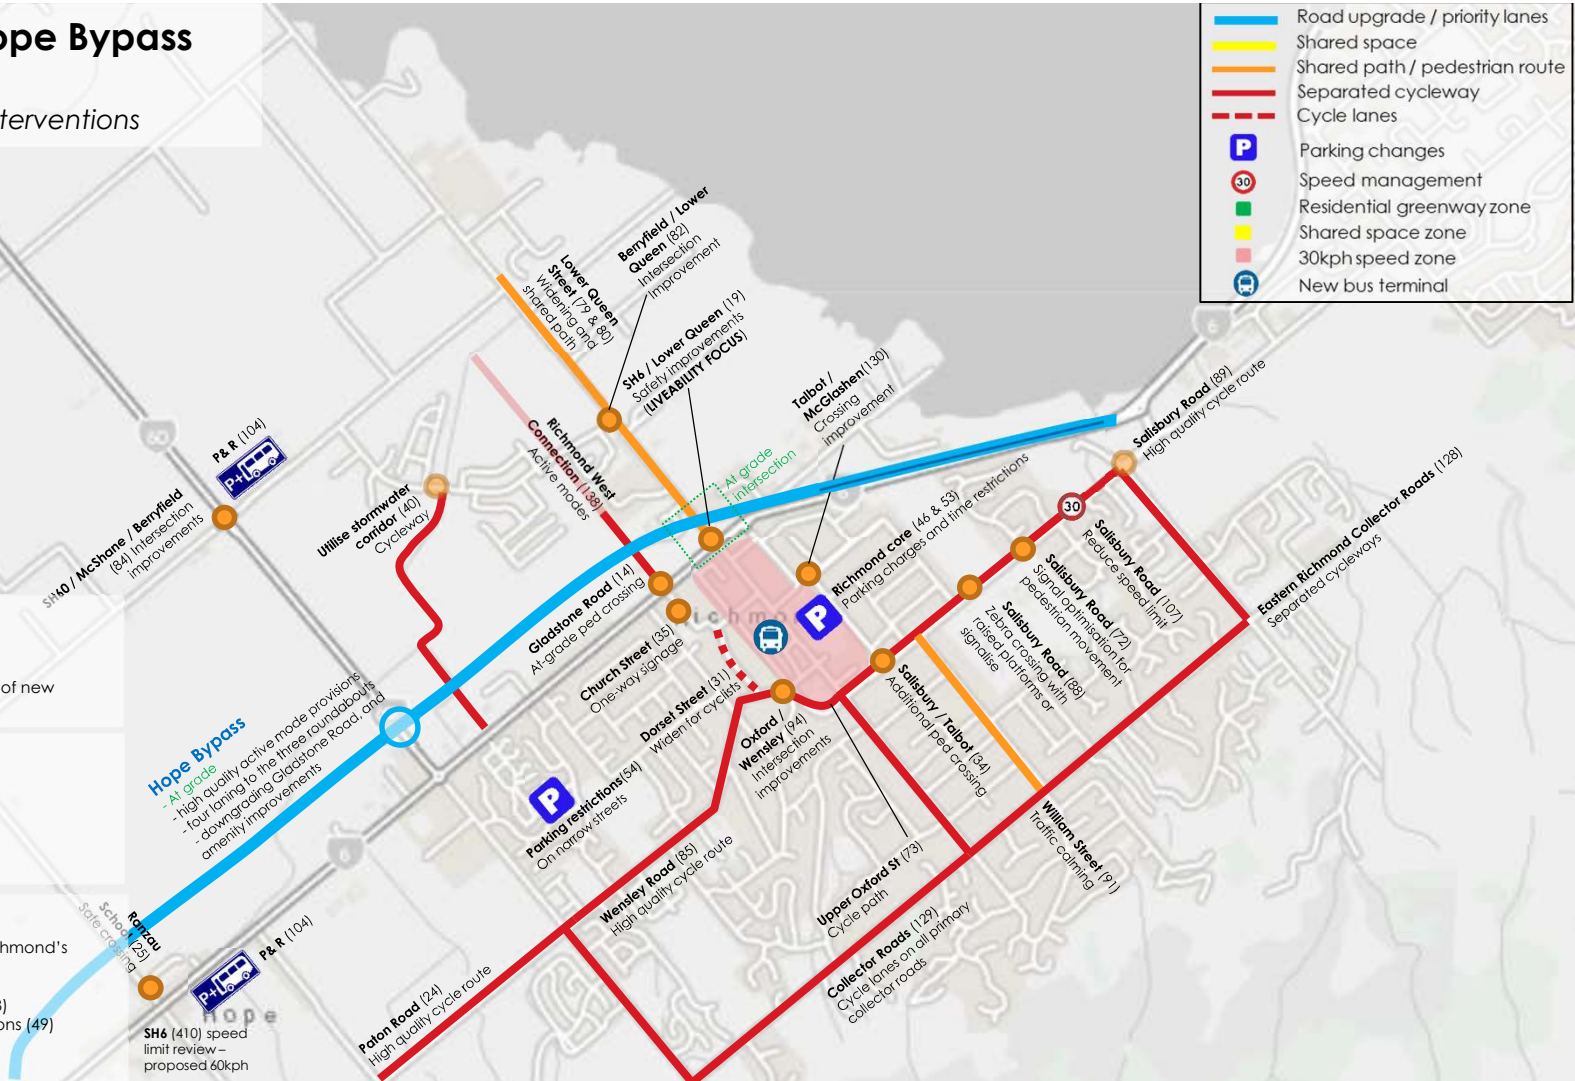 ope Bypass
terventions
Road upgrade / priority lanes
Shared space
Shared path / pedestrian route
Separated cycleway
Cycle lanes
P
Parking changes
30
Speed management
Residential greenway zone
Shared space zone
30kph speed zone
New bus terminal
6
60
Berryfield / Lower
Queen (82)
Intersection
Improvement
Lower Queen
Street (79 & 80)
Widening and
shared path
SH6 / Lower Queen (19)
Safety improvements
(LIVEABILITY FOCUS)
Talbot /
McGlashen(130)
Crossing
improvement
Salisbury Road (89)
High quality cycle route
P& R (104)
P+
SH60 / McShane / Berryfield
(84) Intersection
improvements
Utilise stormwater
corridor (40)
Cycleway
Richmond West
Connection (138)
Active modes
At grade
intersection
Richmond core (46 & 53)
Parking charges and time restrictions
P
30
Salisbury Road (107)
Reduce speed limit
Salisbury Road (72)
Signal optimisation for
pedestrian movement
Salisbury Road (88)
Zebra crossing with
raised platforms or
signalise
Eastern Richmond Collector Roads (128)
Separated cycleways
Gladstone Road (14)
At-grade ped crossing
Church Street (35)
One-way signage
Dorset Street (31)
Widen for cyclists
Oxford /
Wensley (94)
Intersection
improvements
Salisbury / Talbot (34)
Additional ped crossing
William Street (91)
Traffic calming
Hope Bypass
- At grade
- high quality active mode provisions
- four laning to the three roundabouts
- downgrading Gladstone Road, and
amenity improvements
P
Parking restrictions(54)
On narrow streets
Wensley Road (85)
High quality cycle route
Upper Oxford St (73)
Cycle path
Collector Roads (129)
Cycle lanes on all primary
collector roads
Paton Road (24)
High quality cycle route
6
Ranzau
School (25)
Safe crossing
P& R (104)
P+
Hope
SH6 (410) speed
limit review –
proposed 60kph
of new
chmond's
3)
ons (49)